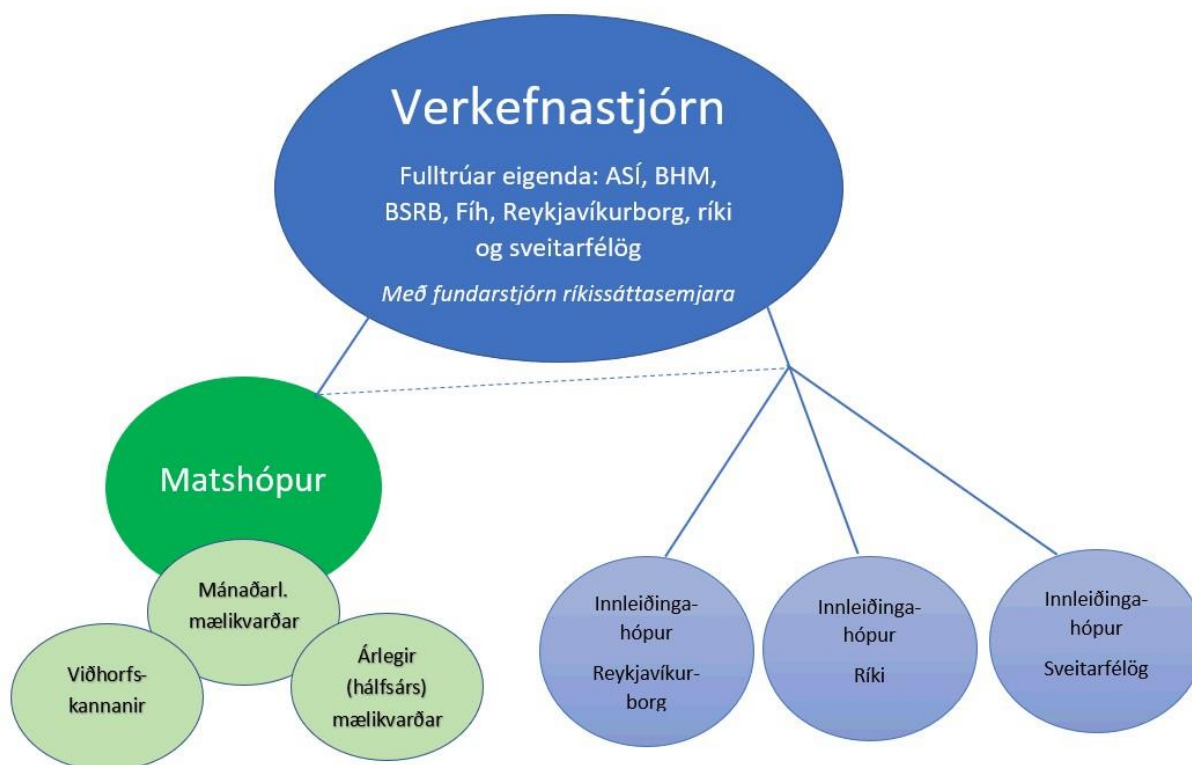 Verkefnastjórn
Fulltrúar eigenda: ASÍ, BHM,
BSRB, Fíh, Reykjavíkurborg, ríki
og sveitarfélög
Með fundarstjórn ríkissáttasemjara
Matshópur
Mánaðarl.
mælikvarðar
Viðhorfs-
kannanir
Árlegir
(hálfsárs)
mælikvarðar
Innleiðinga-
hópur
Reykjavíkur-
borg
Innleiðinga-
hópur
Ríki
Innleiðinga-
hópur
Sveitarfélög